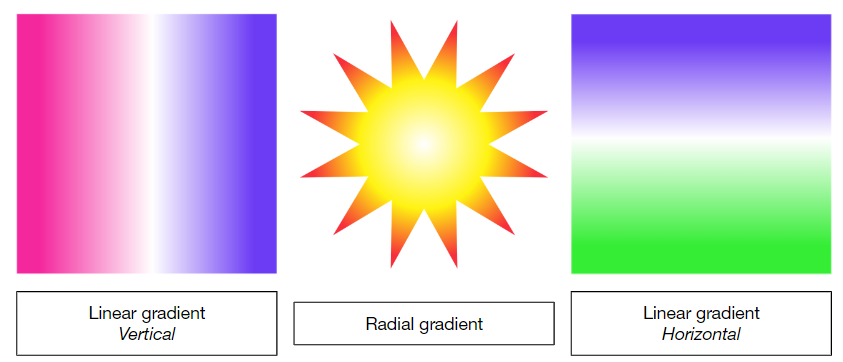 Linear gradient
Vertical
Radial gradient
Linear gradient
Horizontal